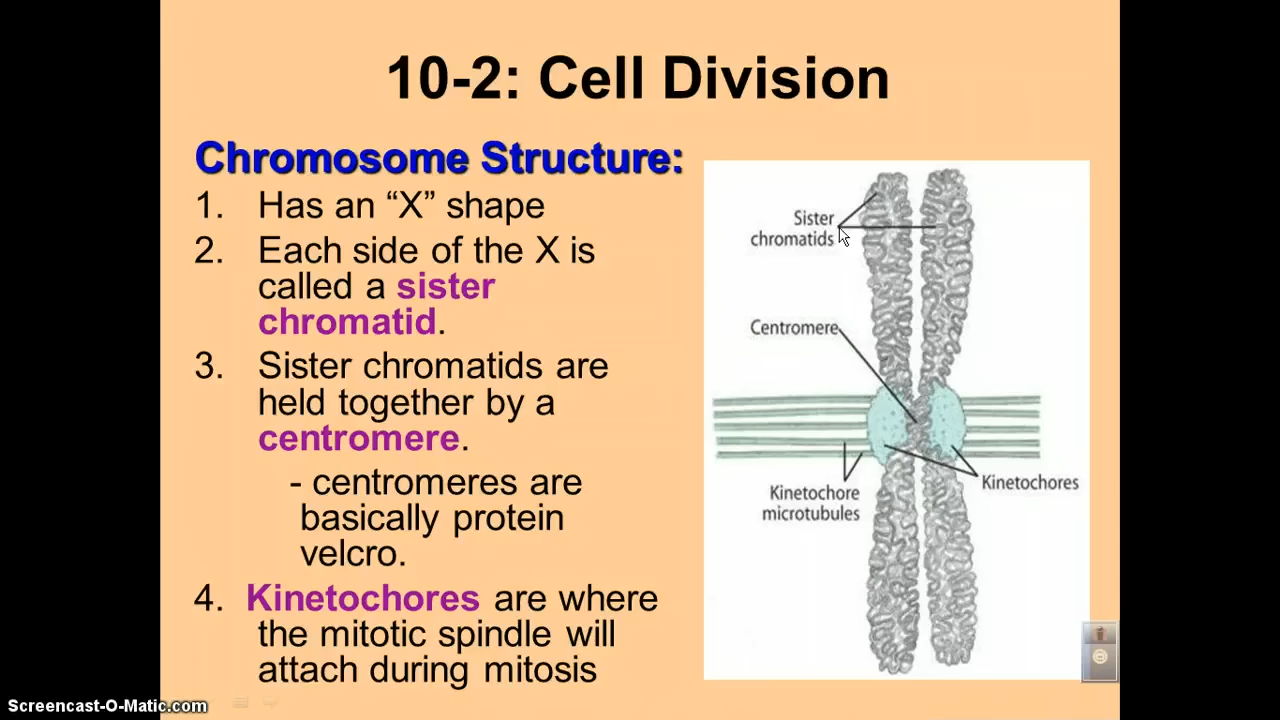 10-2: Cell Division
Chromosome Structure:
1. Has an “X” shape
2. Each side of the X is
called a sister
chromatid.
3. Sister chromatids are
held together by a
centromere.
- centromeres are
basically protein
velcro.
4. Kinetochores are where
the mitotic spindle will
attach during mitosis
Sister
chromatids
Centromere
Kinetochore
microtubules
Kinetochores
Screencast-O-Matic.com